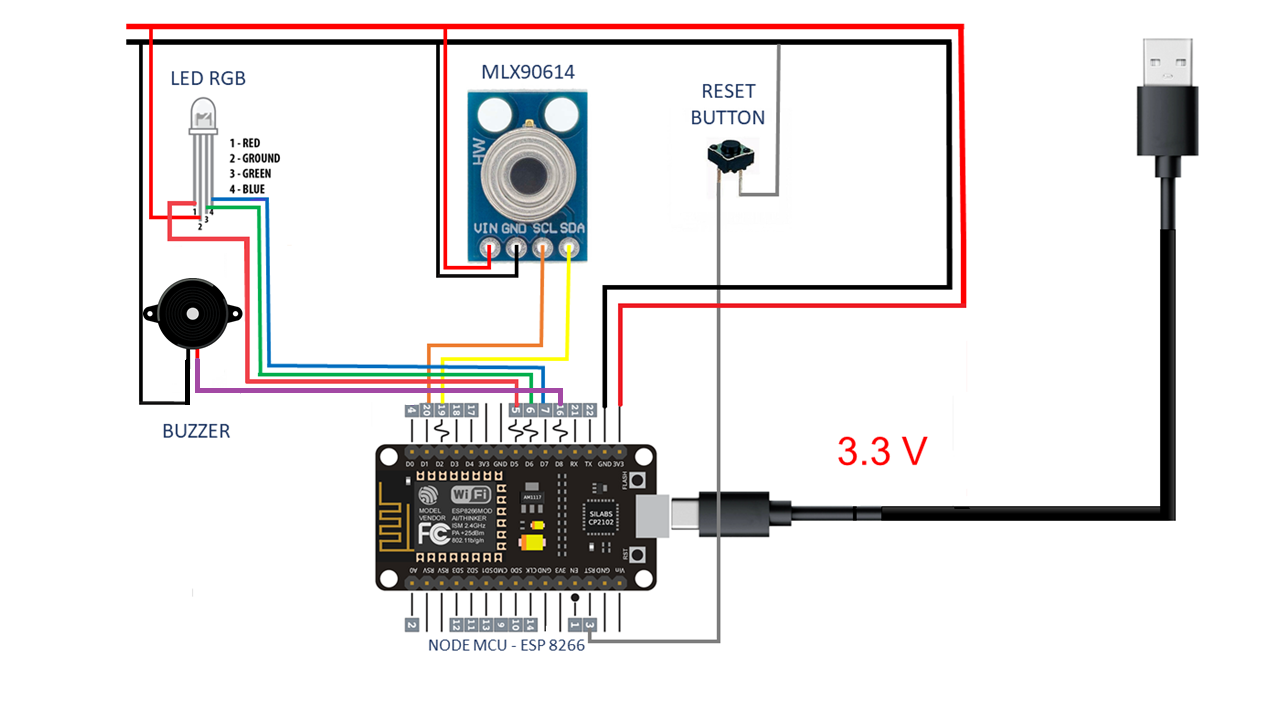 LED RGB
1 - RED
2 - GROUND
3 - GREEN
4 - BLUE
1
4
3
2
MLX90614
HW
VIN GND SCL SDA
RESET
BUTTON
BUZZER
4 20 19 18 17 5 6 7 16 21 22
D0 D1 D2 D3 D4 3V3 GND D5 D6 D7 D8 RX TX GND 3V3
FLASH
WiFi
MODEL
VENDOR
ESP8266MOD
AI/THINKER
ISM 2.4GHz
PA +25dBm
802.11b/g/n
FC
AM1117
SILABS
CP2102
RST
A0 RSV RSV SD3 SD2 SD1 CMD SD0 CLK GND 3V3 EN RST GND Vin
2 12 11 13 9 10 14 1 3
NODE MCU - ESP 8266
3.3 V